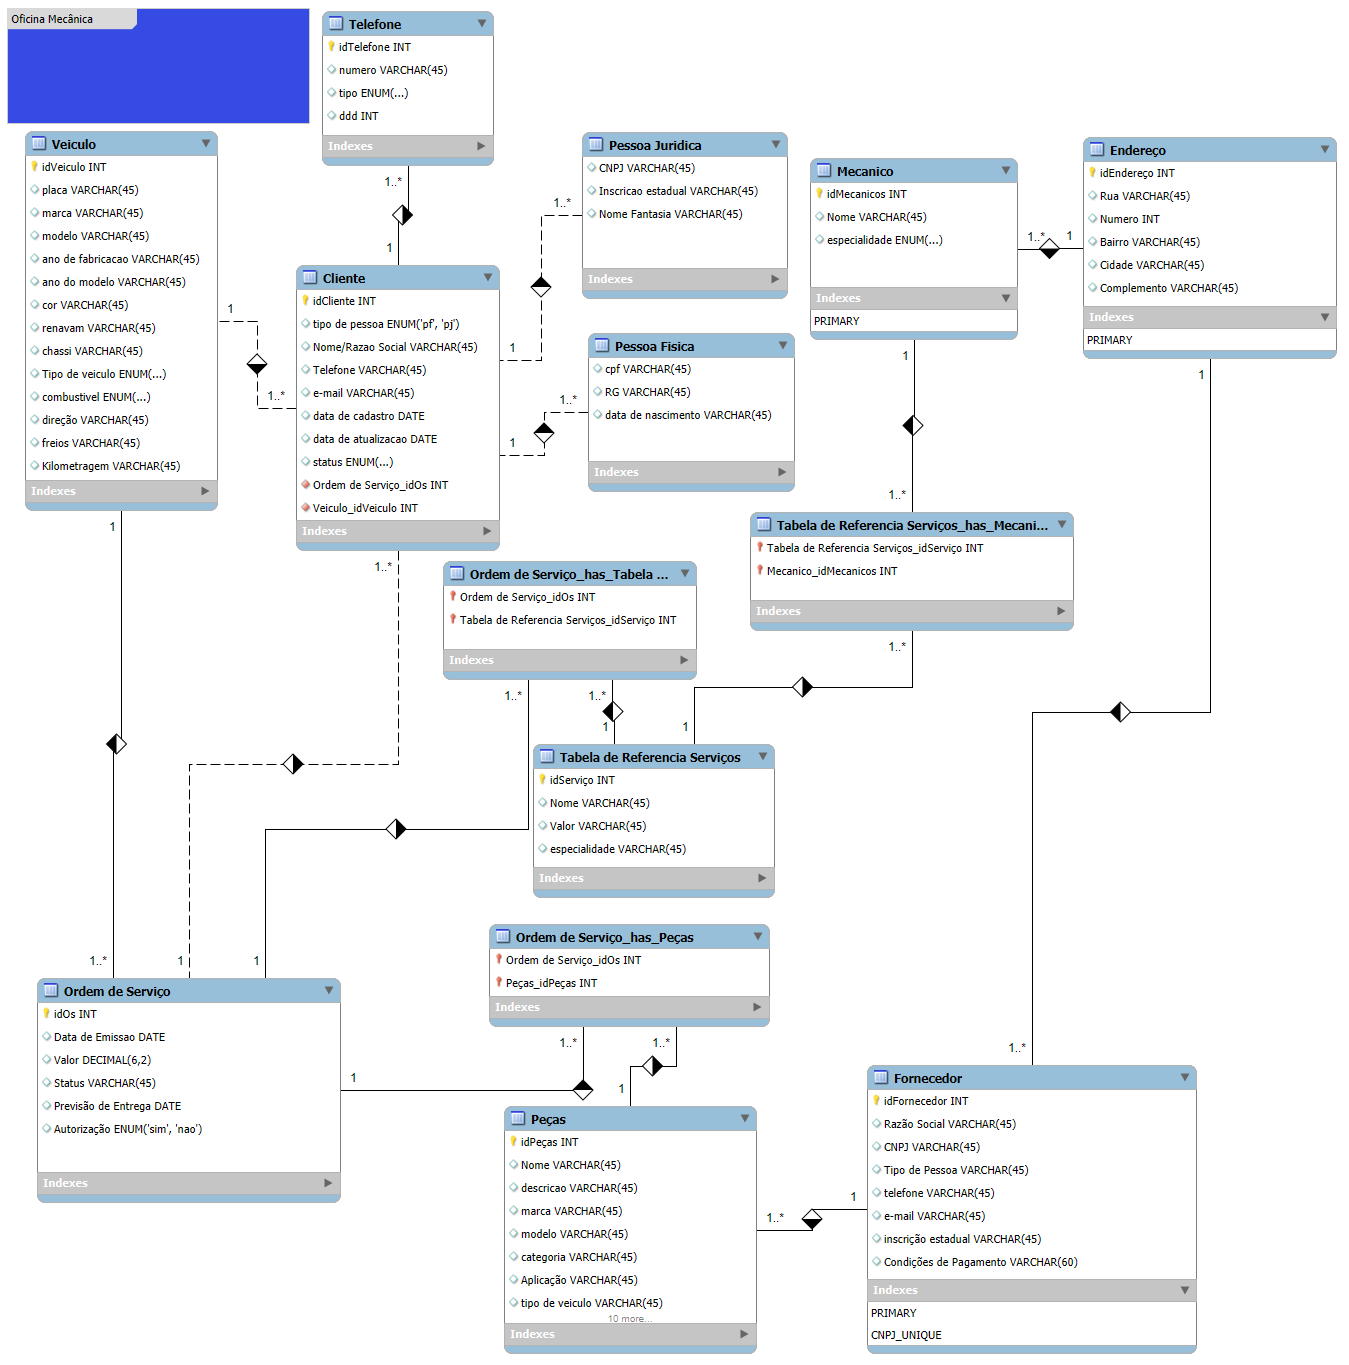 Oficina Mecânica
Telefone
idTelefone INT
numero VARCHAR(45)
tipo ENUM(...)
ddd INT
Indexes
1..*
1
Veiculo
idVeiculo INT
placa VARCHAR(45)
marca VARCHAR(45)
modelo VARCHAR(45)
ano de fabricacao VARCHAR(45)
ano do modelo VARCHAR(45)
cor VARCHAR(45)
renavam VARCHAR(45)
chassi VARCHAR(45)
Tipo de veiculo ENUM(...)
combustivel ENUM(...)
direção VARCHAR(45)
freios VARCHAR(45)
Kilometragem VARCHAR(45)
Indexes
1
1..*
1
Cliente
idCliente INT
tipo de pessoa ENUM('pf', 'pj')
Nome/Razao Social VARCHAR(45)
Telefone VARCHAR(45)
e-mail VARCHAR(45)
data de cadastro DATE
data de atualizacao DATE
status ENUM(...)
Ordem de Serviço_idOs INT
Veiculo_idVeiculo INT
Indexes
1..*
1
1
Pessoa Juridica
CNPJ VARCHAR(45)
Inscricao estadual VARCHAR(45)
Nome Fantasia VARCHAR(45)
Indexes
1..*
Pessoa Fisica
cpf VARCHAR(45)
RG VARCHAR(45)
data de nascimento VARCHAR(45)
Indexes
1..*
Mecanico
idMecanicos INT
Nome VARCHAR(45)
especialidade ENUM(...)
Indexes
PRIMARY
1..*
1
1
Endereço
idEndereço INT
Rua VARCHAR(45)
Numero INT
Bairro VARCHAR(45)
Cidade VARCHAR(45)
Complemento VARCHAR(45)
Indexes
PRIMARY
1
1..*
Tabela de Referencia Serviços_has_Mecani...
Tabela de Referencia Serviços_idServiço INT
Mecanico_idMecanicos INT
Indexes
1..*
Ordem de Serviço_has_Tabela ...
Ordem de Serviço_idOs INT
Tabela de Referencia Serviços_idServiço INT
Indexes
1..*
1..*
1
1
Tabela de Referencia Serviços
idServiço INT
Nome VARCHAR(45)
Valor VARCHAR(45)
especialidade VARCHAR(45)
Indexes
1..*
1
1
Ordem de Serviço
idOs INT
Data de Emissao DATE
Valor DECIMAL(6,2)
Status VARCHAR(45)
Previsão de Entrega DATE
Autorização ENUM('sim', 'nao')
Indexes
1
Ordem de Serviço_has_Peças
Ordem de Serviço_idOs INT
Peças_idPeças INT
Indexes
1..*
1..*
1
Peças
idPeças INT
Nome VARCHAR(45)
descricao VARCHAR(45)
marca VARCHAR(45)
modelo VARCHAR(45)
categoria VARCHAR(45)
Aplicação VARCHAR(45)
tipo de veiculo VARCHAR(45)
10 more...
Indexes
1..*
1
1..*
Fornecedor
idFornecedor INT
Razão Social VARCHAR(45)
CNPJ VARCHAR(45)
Tipo de Pessoa VARCHAR(45)
telefone VARCHAR(45)
e-mail VARCHAR(45)
inscrição estadual VARCHAR(45)
Condições de Pagamento VARCHAR(60)
Indexes
PRIMARY
CNPJ_UNIQUE